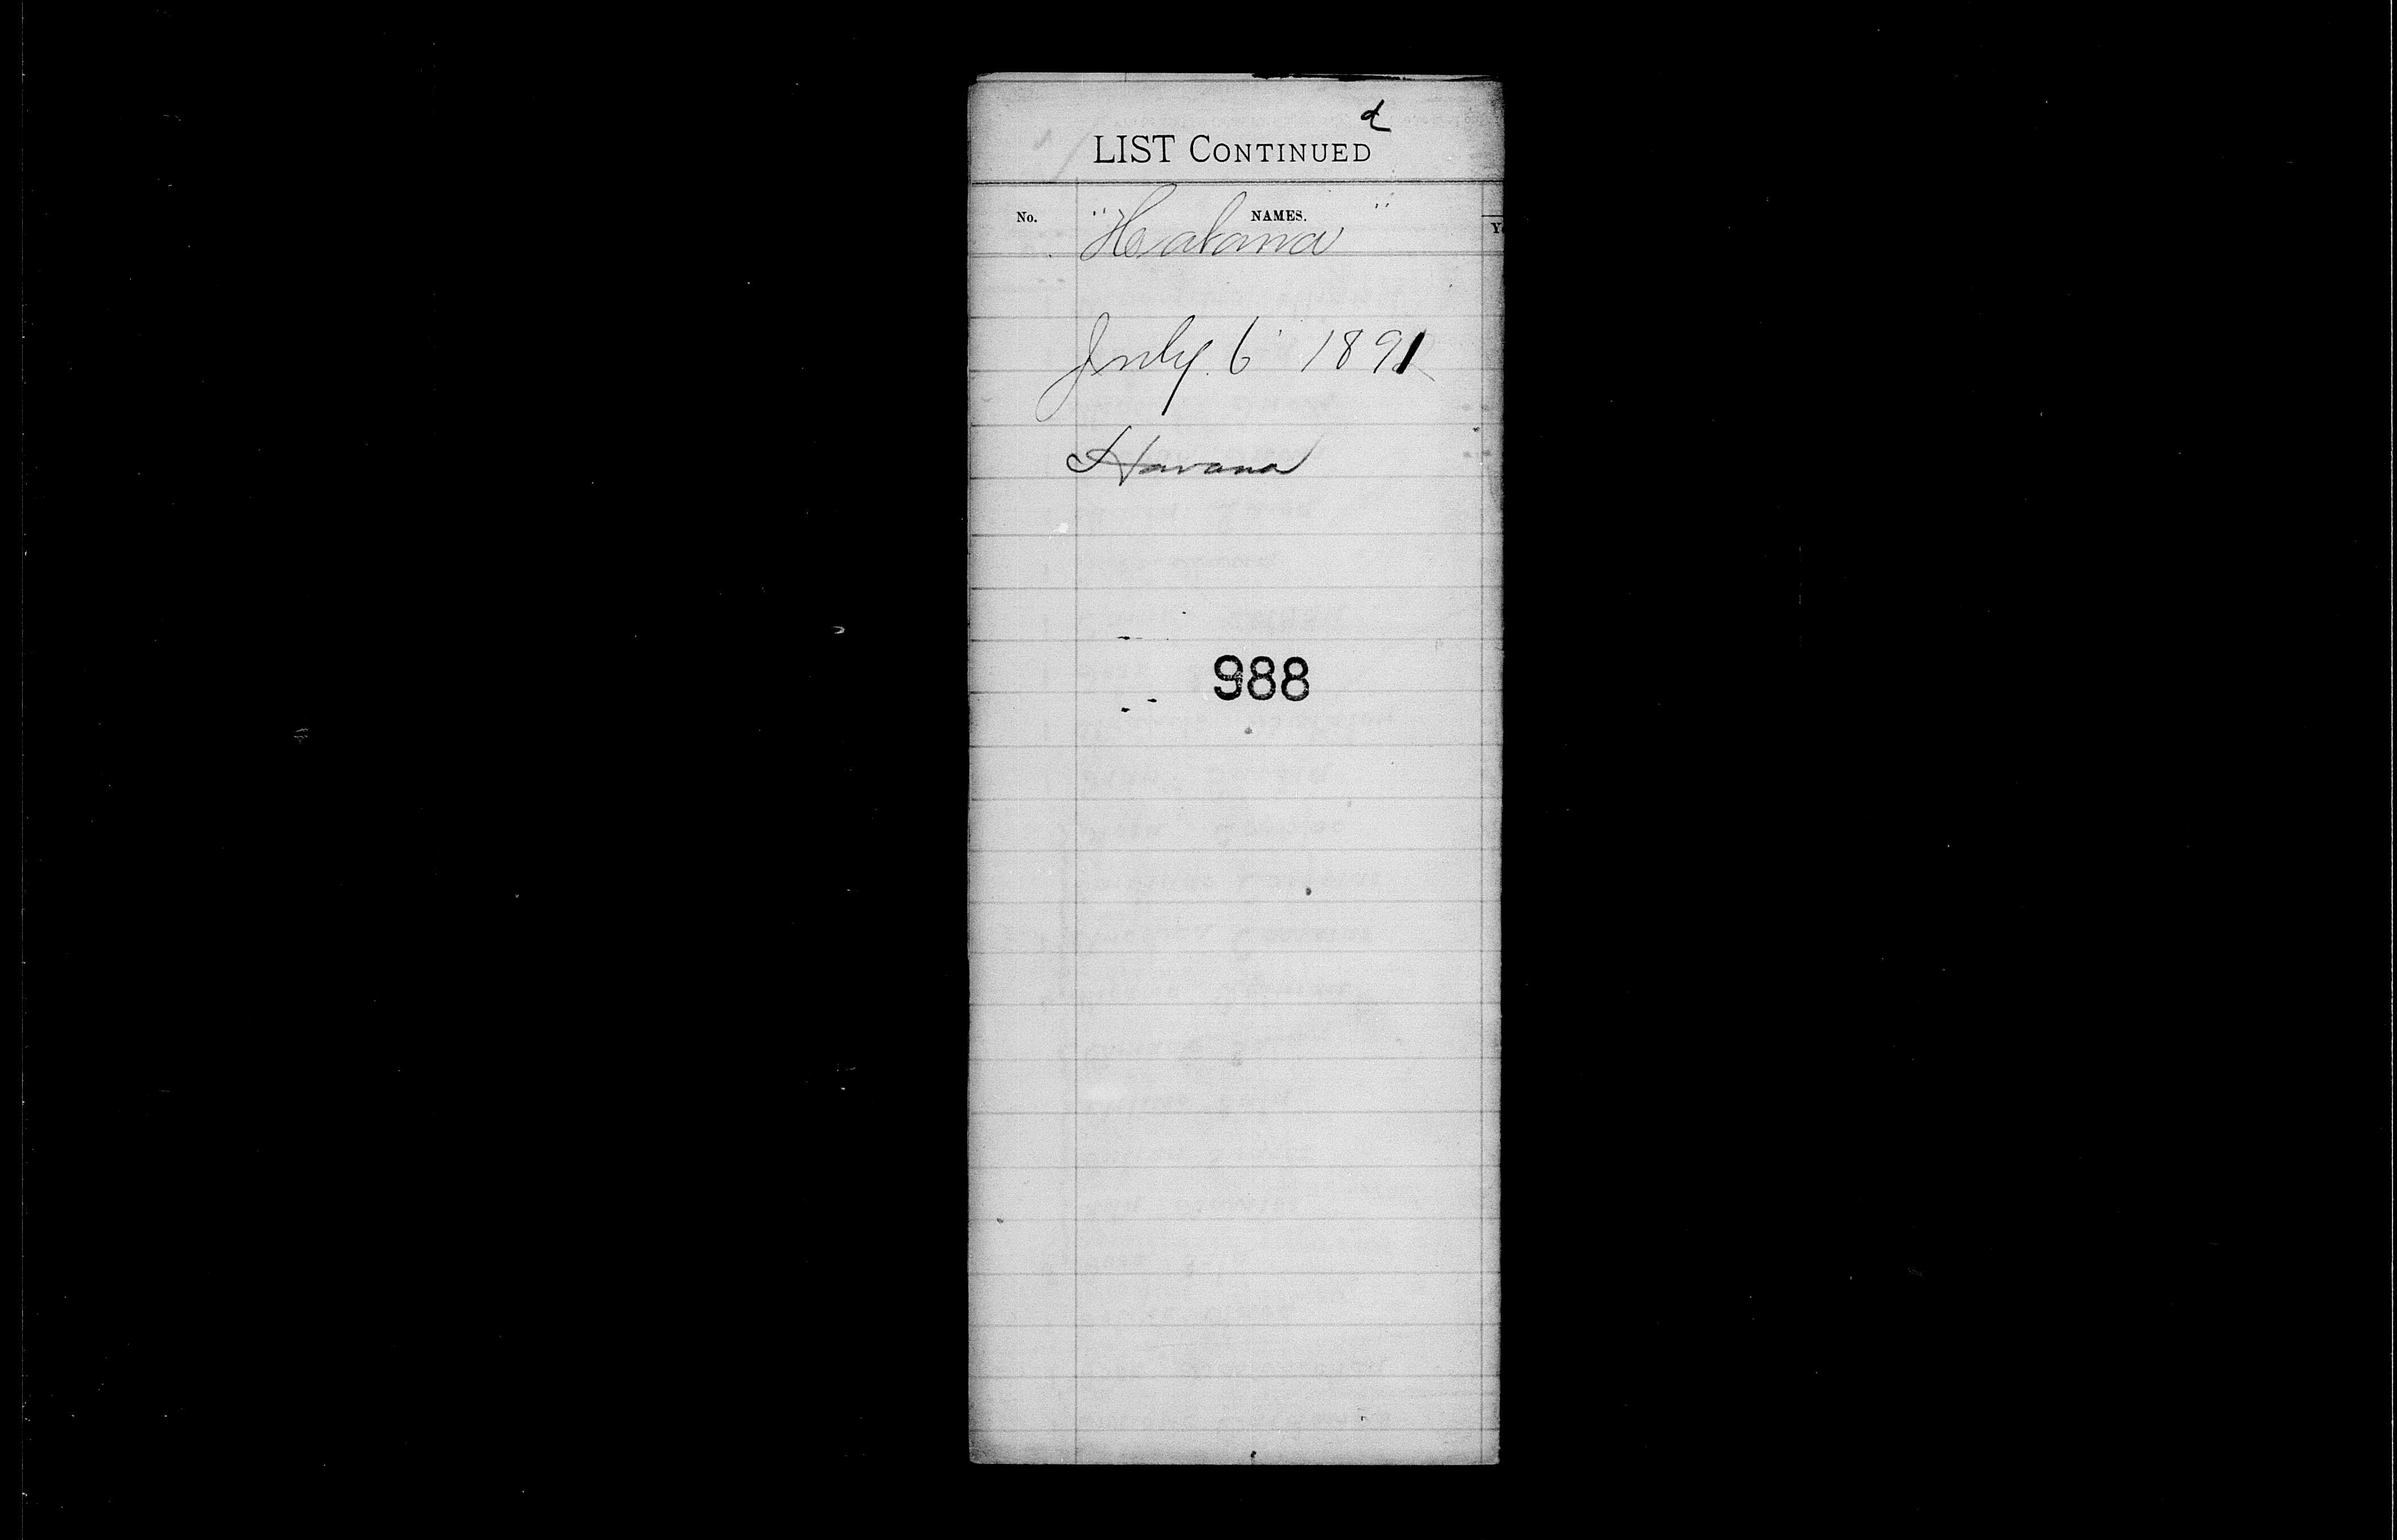 d
LIST CONTINUED
No. NAMES. Y
"Habana"
July 6 1891
Havana
988